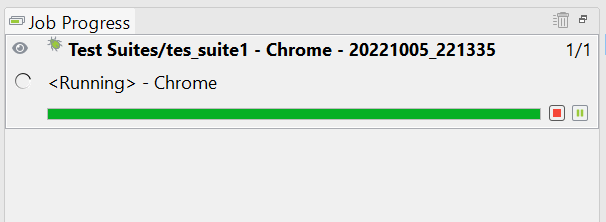 Job Progress
Test Suites/tes_suite1 - Chrome - 20221005_221335 1/1
<Running> - Chrome